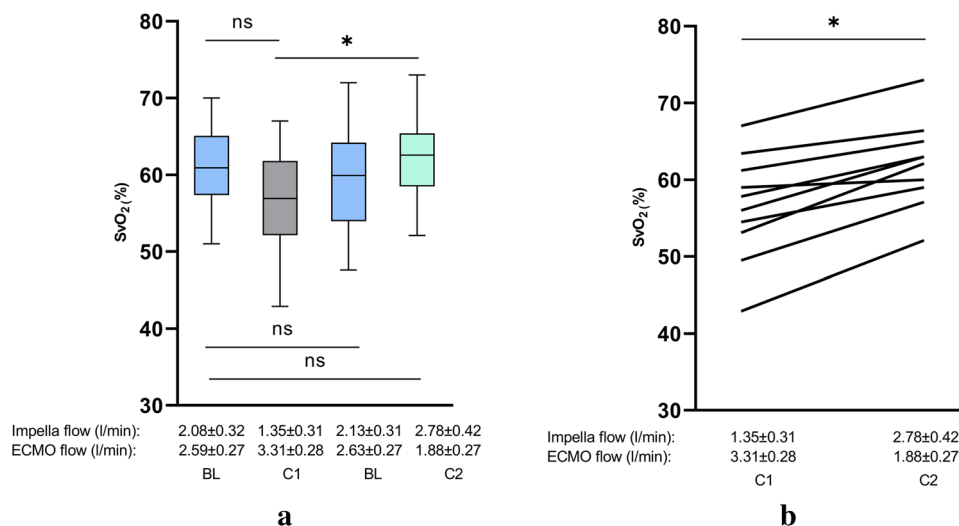 80
70
60
50
40
30
SvO2 (%)
ns
*
ns
ns
Impella flow (l/min): 2.08±0.32 1.35±0.31 2.13±0.31 2.78±0.42
ECMO flow (l/min): 2.59±0.27 3.31±0.28 2.63±0.27 1.88±0.27
BL C1 BL C2
a
80
70
60
50
40
30
SvO2 (%)
*
Impella flow (l/min): 1.35±0.31 2.78±0.42
ECMO flow (l/min): 3.31±0.28 1.88±0.27
C1 C2
b